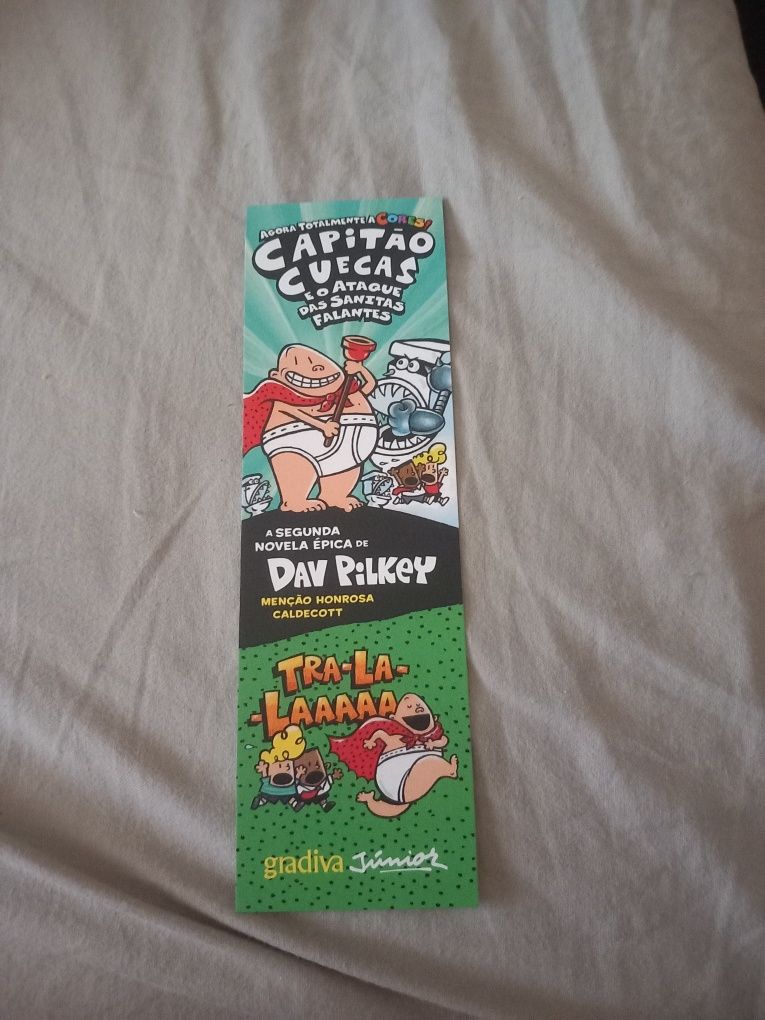 AGORA TOTALMENTE A CORES!
CAPITÃO
CUECAS
E O ATAQUE
DAS SANITAS
FALANTES
A SEGUNDA
NOVELA ÉPICA DE
DAV PILKEY
MENÇÃO HONROSA
CALDECOTT
TRA-LA-
-LAAAAA
gradiva Júnior